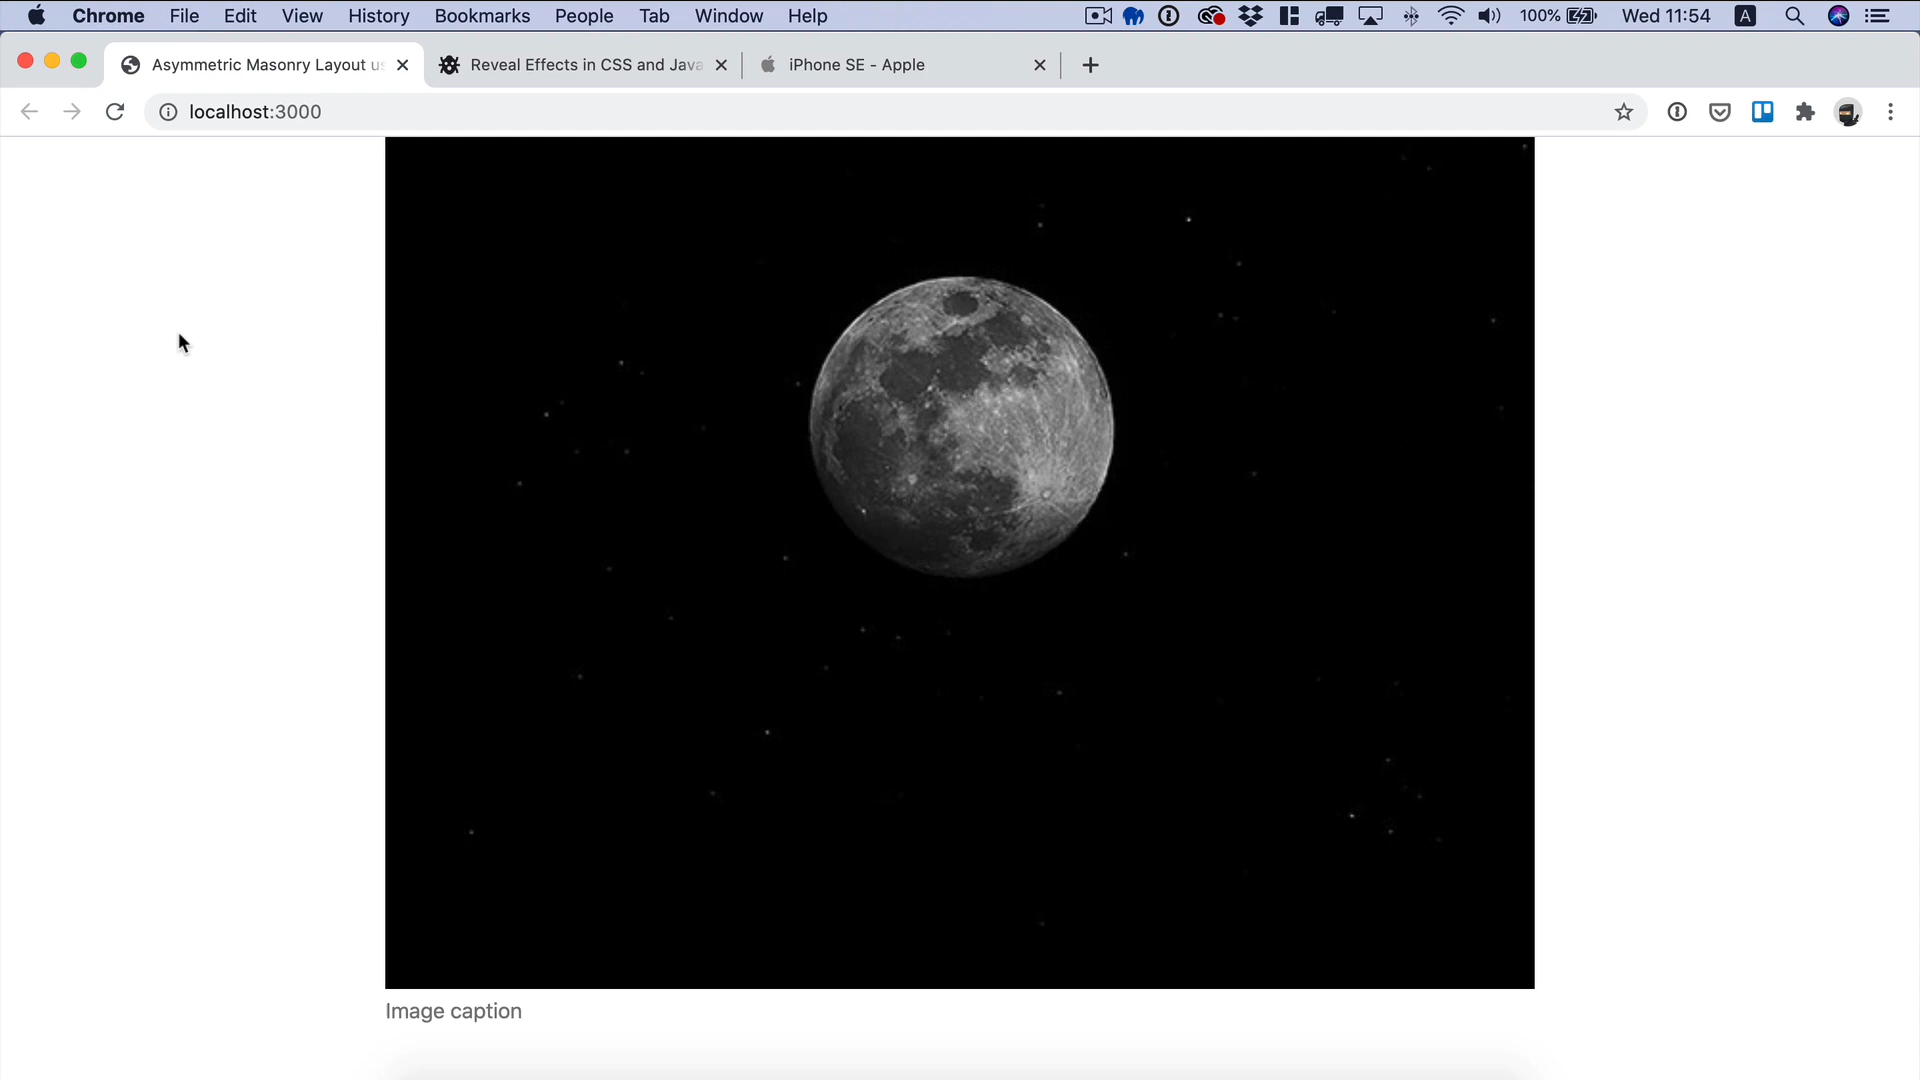 Chrome File Edit View History Bookmarks People Tab Window Help 100% Wed 11:54 A
Asymmetric Masonry Layout us Reveal Effects in CSS and Java iPhone SE - Apple
localhost:3000
Image caption